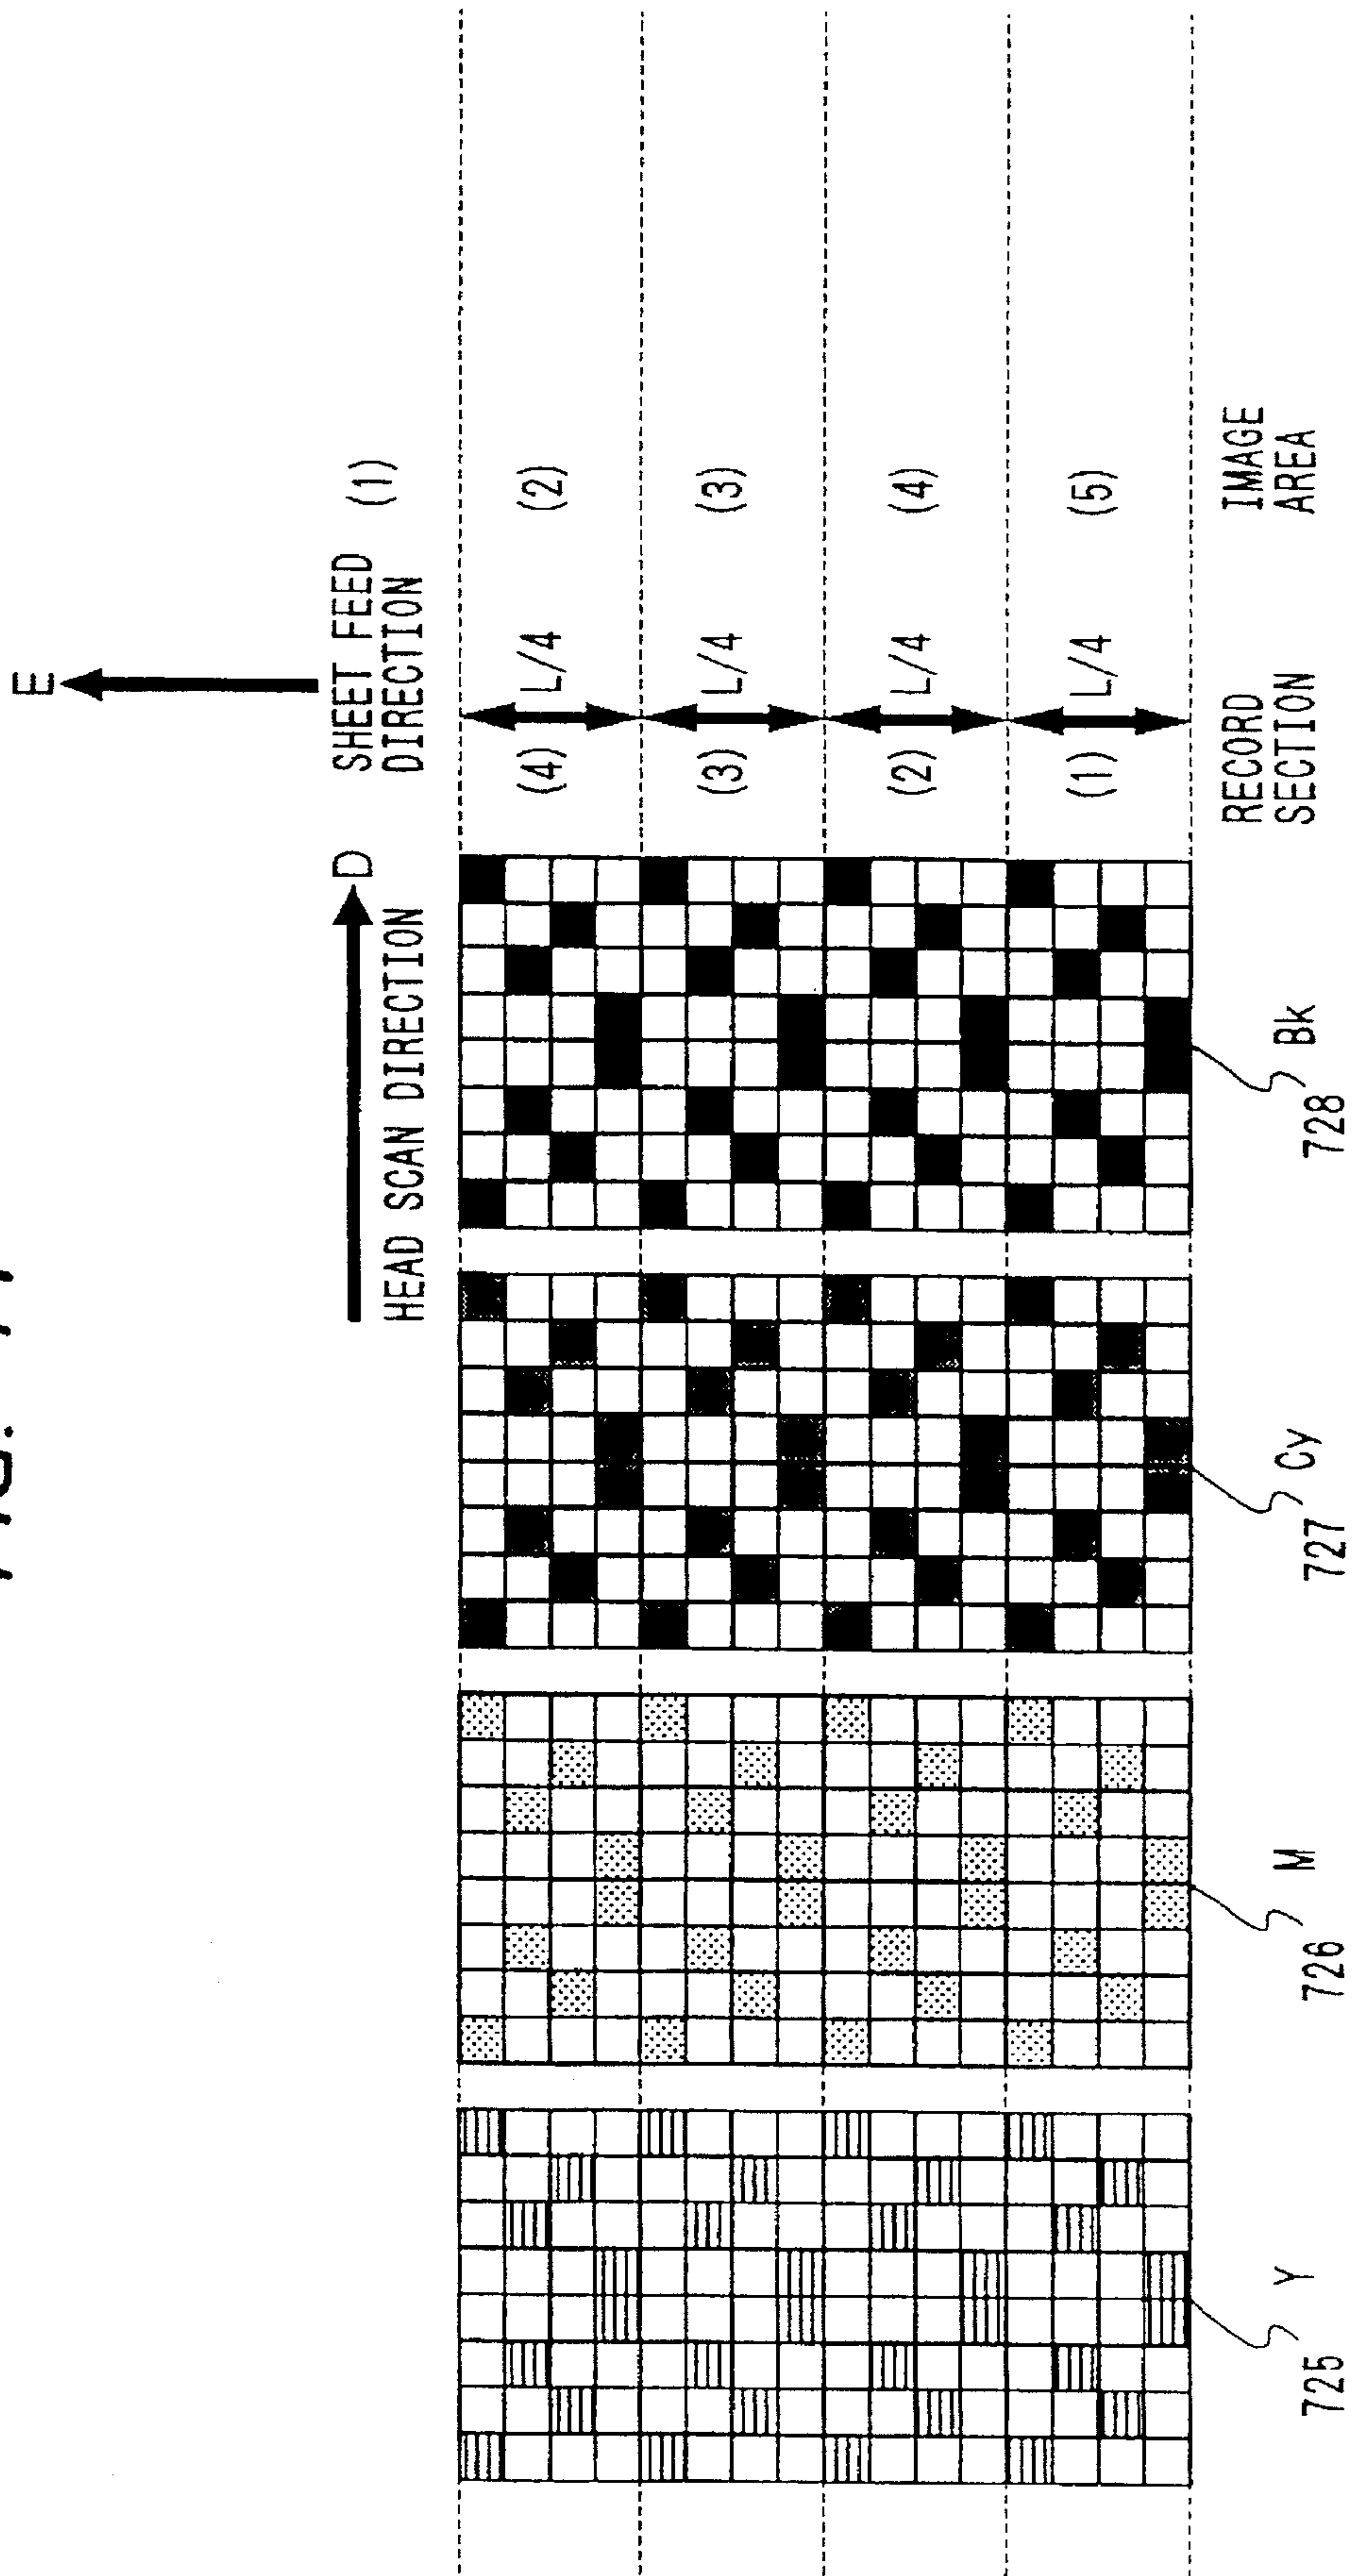 E
D
HEAD SCAN DIRECTION
SHEET FEED
DIRECTION
(1)
(4) L/4 (2)
(3) L/4 (3)
(2) L/4 (4)
(1) L/4 (5)
RECORD
SECTION
IMAGE
AREA
725 Y
726 M
727 Cy
728 Bk